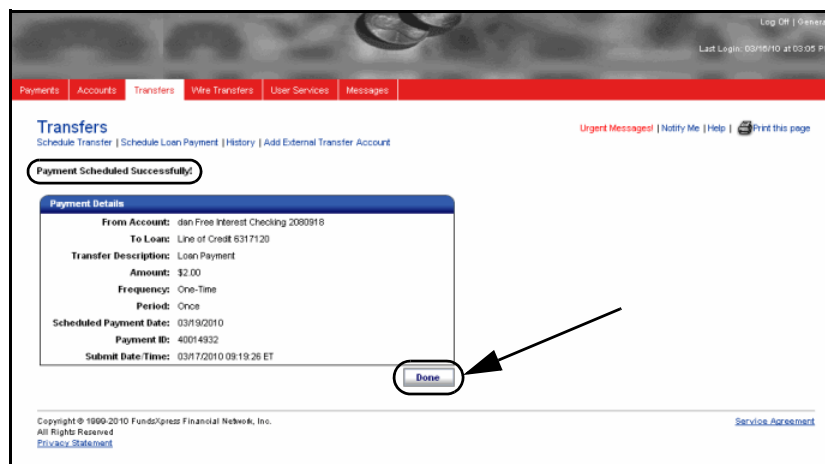 Log Off | Genera
Last Login: 03/16/10 at 03:05 P
Payments Accounts Transfers Wire Transfers User Services Messages
Transfers
Urgent Messages! | Notify Me | Help | Print this page
Schedule Transfer | Schedule Loan Payment | History | Add External Transfer Account
Payment Scheduled Successfully!
Payment Details
From Account: dan Free Interest Checking 2080918
To Loan: Line of Credit 6317120
Transfer Description: Loan Payment
Amount: $2.00
Frequency: One-Time
Period: Once
Scheduled Payment Date: 03/19/2010
Payment ID: 40014932
Submit Date/Time: 03/17/2010 09:19:26 ET
Done
Copyright © 1999-2010 FundsXpress Financial Network, Inc.
Service Agreement
All Rights Reserved
Privacy Statement